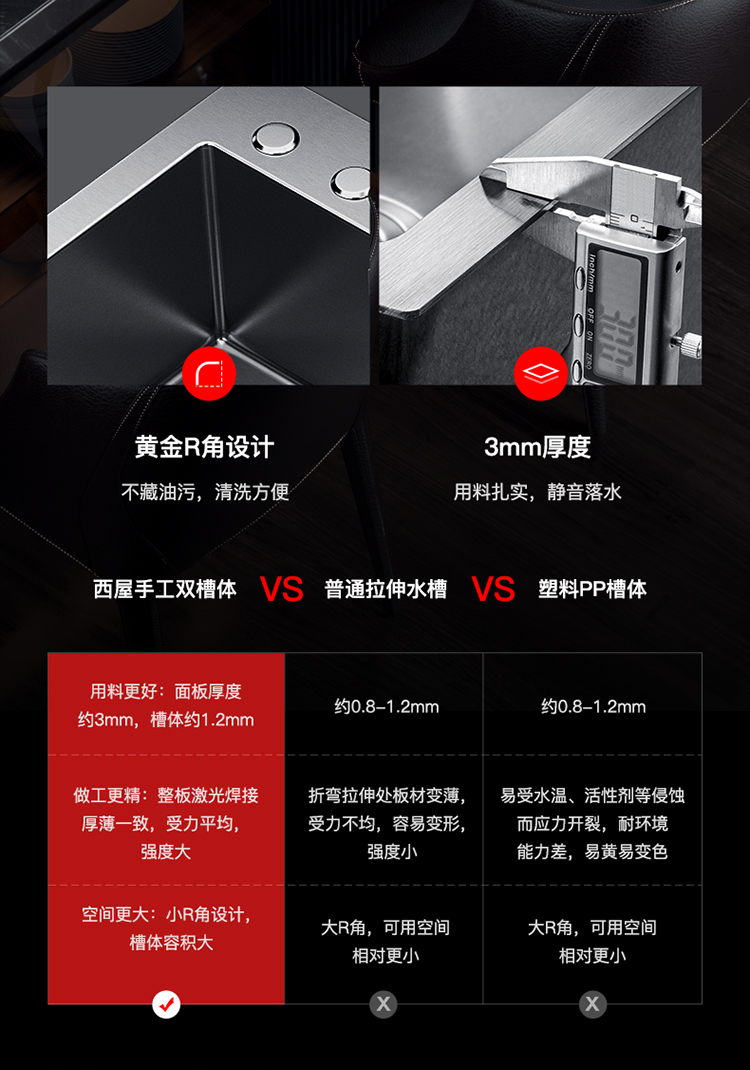 inch/mm
OFF
ON
ZERO
黄金R角设计
3mm厚度
不藏油污，清洗方便
用料扎实，静音落水
西屋手工双槽体 VS 普通拉伸水槽 VS 塑料PP槽体
用料更好：面板厚度
约3mm，槽体约1.2mm
约0.8-1.2mm
约0.8-1.2mm
做工更精：整板激光焊接
厚薄一致，受力平均，
强度大
折弯拉伸处板材变薄，
受力不均，容易变形，
强度小
易受水温、活性剂等侵蚀
而应力开裂，耐环境
能力差，易黄易变色
空间更大：小R角设计，
槽体容积大
大R角，可用空间
相对更小
大R角，可用空间
相对更小
X
X